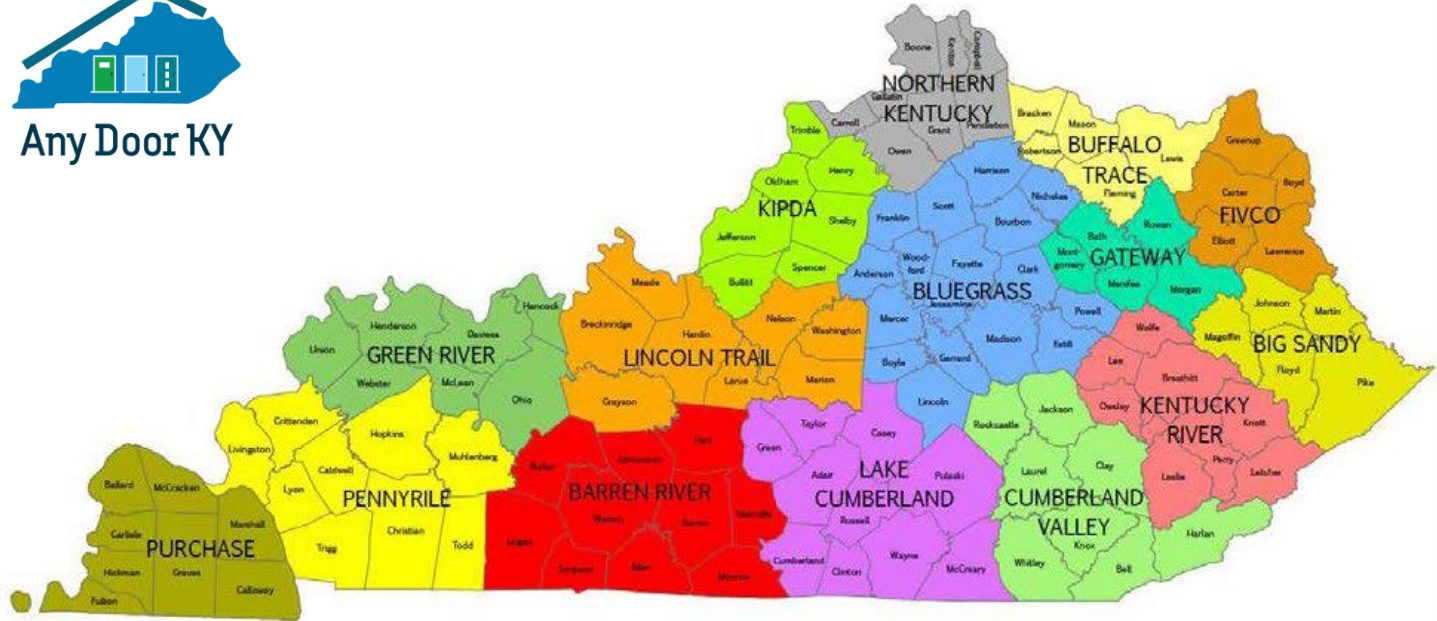 Any Door KY
NORTHERN
KENTUCKY
Boone
Kenton
Campbell
Gallatin
Carroll
Grant
Pendleton
Owen
BUFFALO
TRACE
Bracken
Mason
Robertson
Lewis
Fleming
FIVCO
Greenup
Carter
Boyd
Elliott
Lawrence
KIPDA
Trimble
Henry
Oldham
Shelby
Jefferson
Spencer
Bullitt
BLUEGRASS
Harrison
Nicholas
Scott
Franklin
Bourbon
Wood-
ford
Fayette
Anderson
Clark
Jessamine
Mercer
Powell
Madison
Estill
Boyle
Garrard
Lincoln
GATEWAY
Bath
Rowan
Mont-
gomery
Menifee
Morgan
BIG SANDY
Johnson
Martin
Magoffin
Floyd
Pike
GREEN RIVER
Hancock
Henderson
Daviess
Union
Webster
McLean
Ohio
LINCOLN TRAIL
Meade
Breckinridge
Hardin
Nelson
Washington
Larue
Marion
Grayson
KENTUCKY
RIVER
Wolfe
Lee
Breathitt
Owsley
Knott
Perry
Leslie
Letcher
PENNYRILE
Crittenden
Livingston
Hopkins
Muhlenberg
Caldwell
Lyon
Christian
Trigg
Todd
BARREN RIVER
Hart
Butler
Edmonson
Warren
Barren
Metcalfe
Logan
Simpson
Allen
Monroe
LAKE
CUMBERLAND
Taylor
Green
Casey
Adair
Pulaski
Russell
Cumberland
Clinton
Wayne
McCreary
CUMBERLAND
VALLEY
Rockcastle
Jackson
Laurel
Clay
Knox
Whitley
Bell
Harlan
PURCHASE
Ballard
McCracken
Carlisle
Marshall
Hickman
Graves
Calloway
Fulton